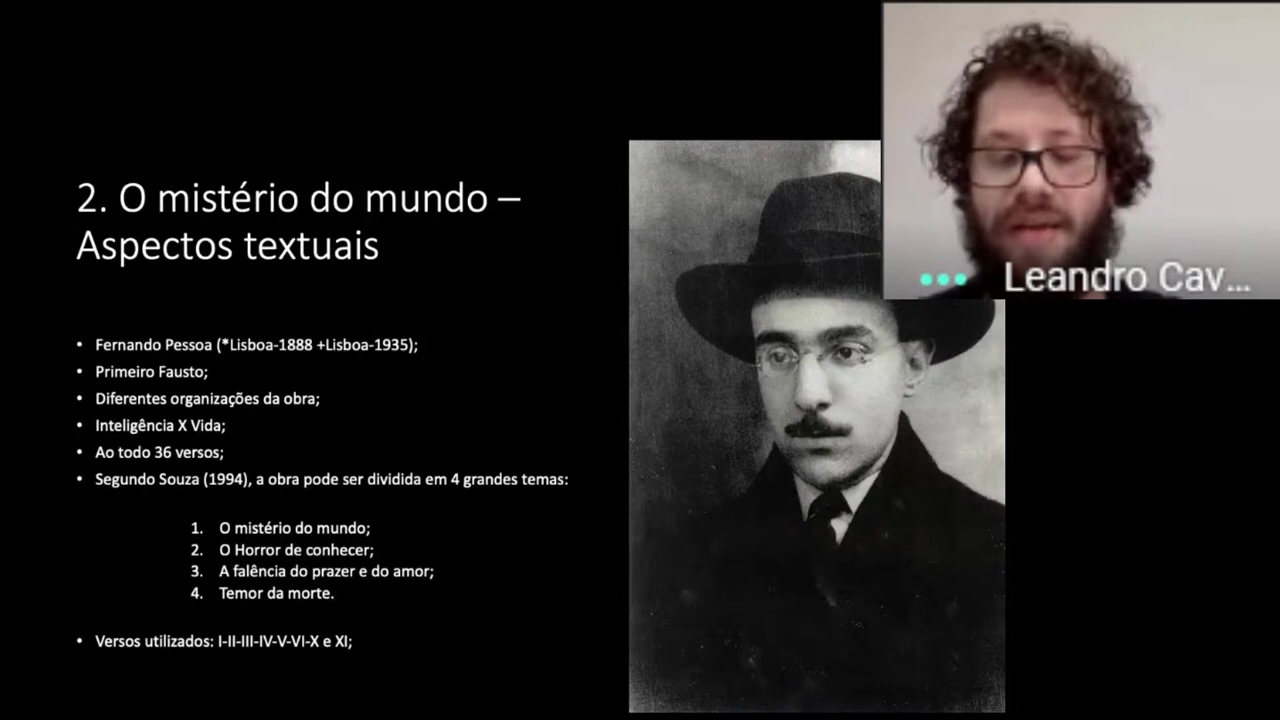 2. O mistério do mundo –
Aspectos textuais
• Fernando Pessoa (*Lisboa-1888 +Lisboa-1935);
• Primeiro Fausto;
• Diferentes organizações da obra;
• Inteligência X Vida;
• Ao todo 36 versos;
• Segundo Souza (1994), a obra pode ser dividida em 4 grandes temas:
1. O mistério do mundo;
2. O Horror de conhecer;
3. A falência do prazer e do amor;
4. Temor da morte.
• Versos utilizados: I-II-III-IV-V-VI-X e XI;
Leandro Cav...